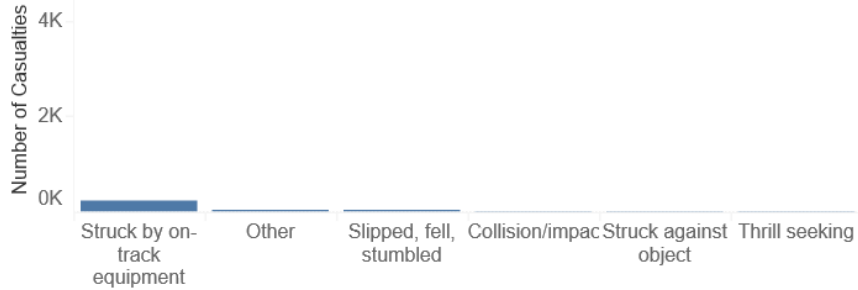 Number of Casualties
4K
2K
0K
Struck by on-
track
equipment
Other
Slipped, fell,
stumbled
Collision/impac
Struck against
object
Thrill seeking